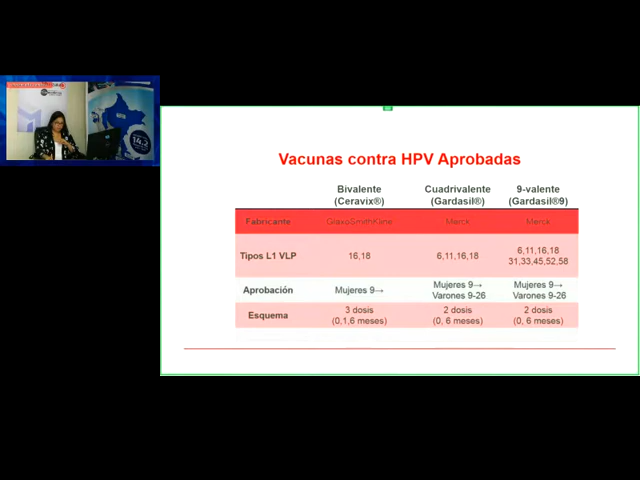 Vacunas contra HPV Aprobadas
Bivalente Cuadrivalente 9-valente
(Ceravix®) (Gardasil®) (Gardasil®9)
Fabricante GlaxoSmithKline Merck Merck
Tipos L1 VLP 16,18 6,11,16,18 6,11,16,18
31,33,45,52,58
Aprobación Mujeres 9→ Mujeres 9→ Mujeres 9→
Varones 9-26 Varones 9-26
Esquema 3 dosis 2 dosis 2 dosis
(0,1,6 meses) (0, 6 meses) (0, 6 meses)